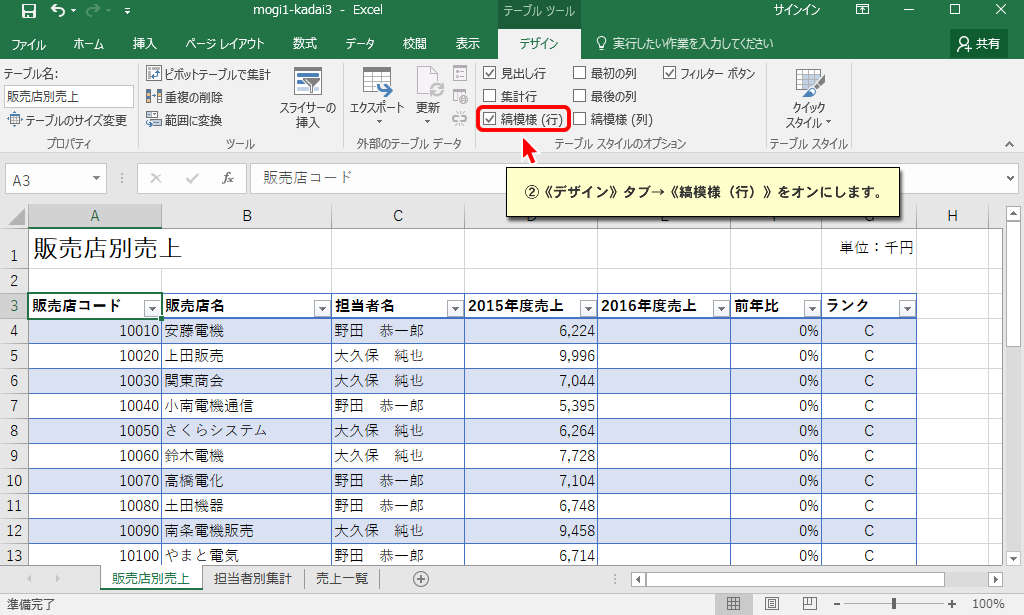 mogi1-kadai3 - Excel
テーブル ツール
サインイン
ファイル ホーム 挿入 ページ レイアウト 数式 データ 校閲 表示 デザイン 実行したい作業を入力してください 共有
テーブル名:
販売店別売上
テーブルのサイズ変更
プロパティ
ピボットテーブルで集計
重複の削除
範囲に変換
スライサーの
挿入
ツール
エクスポート 更新
外部のテーブル データ
見出し行 最初の列 フィルター ボタン
集計行 最後の列
縞模様 (行) 縞模様 (列)
テーブル スタイルのオプション
クイック
スタイル
テーブル スタイル
A3 fx 販売店コード
②《デザイン》タブ→《縞模様（行）》をオンにします。
A B C D E F G H
1 販売店別売上 単位：千円
2
3 販売店コード 販売店名 担当者名 2015年度売上 2016年度売上 前年比 ランク
4 10010 安藤電機 野田　恭一郎 6,224 0% C
5 10020 上田販売 大久保　純也 9,996 0% C
6 10030 関東商会 大久保　純也 7,044 0% C
7 10040 小南電機通信 野田　恭一郎 5,395 0% C
8 10050 さくらシステム 大久保　純也 6,264 0% C
9 10060 鈴木電機 大久保　純也 7,728 0% C
10 10070 高橋電化 野田　恭一郎 7,104 0% C
11 10080 土田機器 野田　恭一郎 6,748 0% C
12 10090 南条電機販売 大久保　純也 9,458 0% C
13 10100 やまと電気 野田　恭一郎 6,714 0% C
販売店別売上 担当者別集計 売上一覧
準備完了 100%